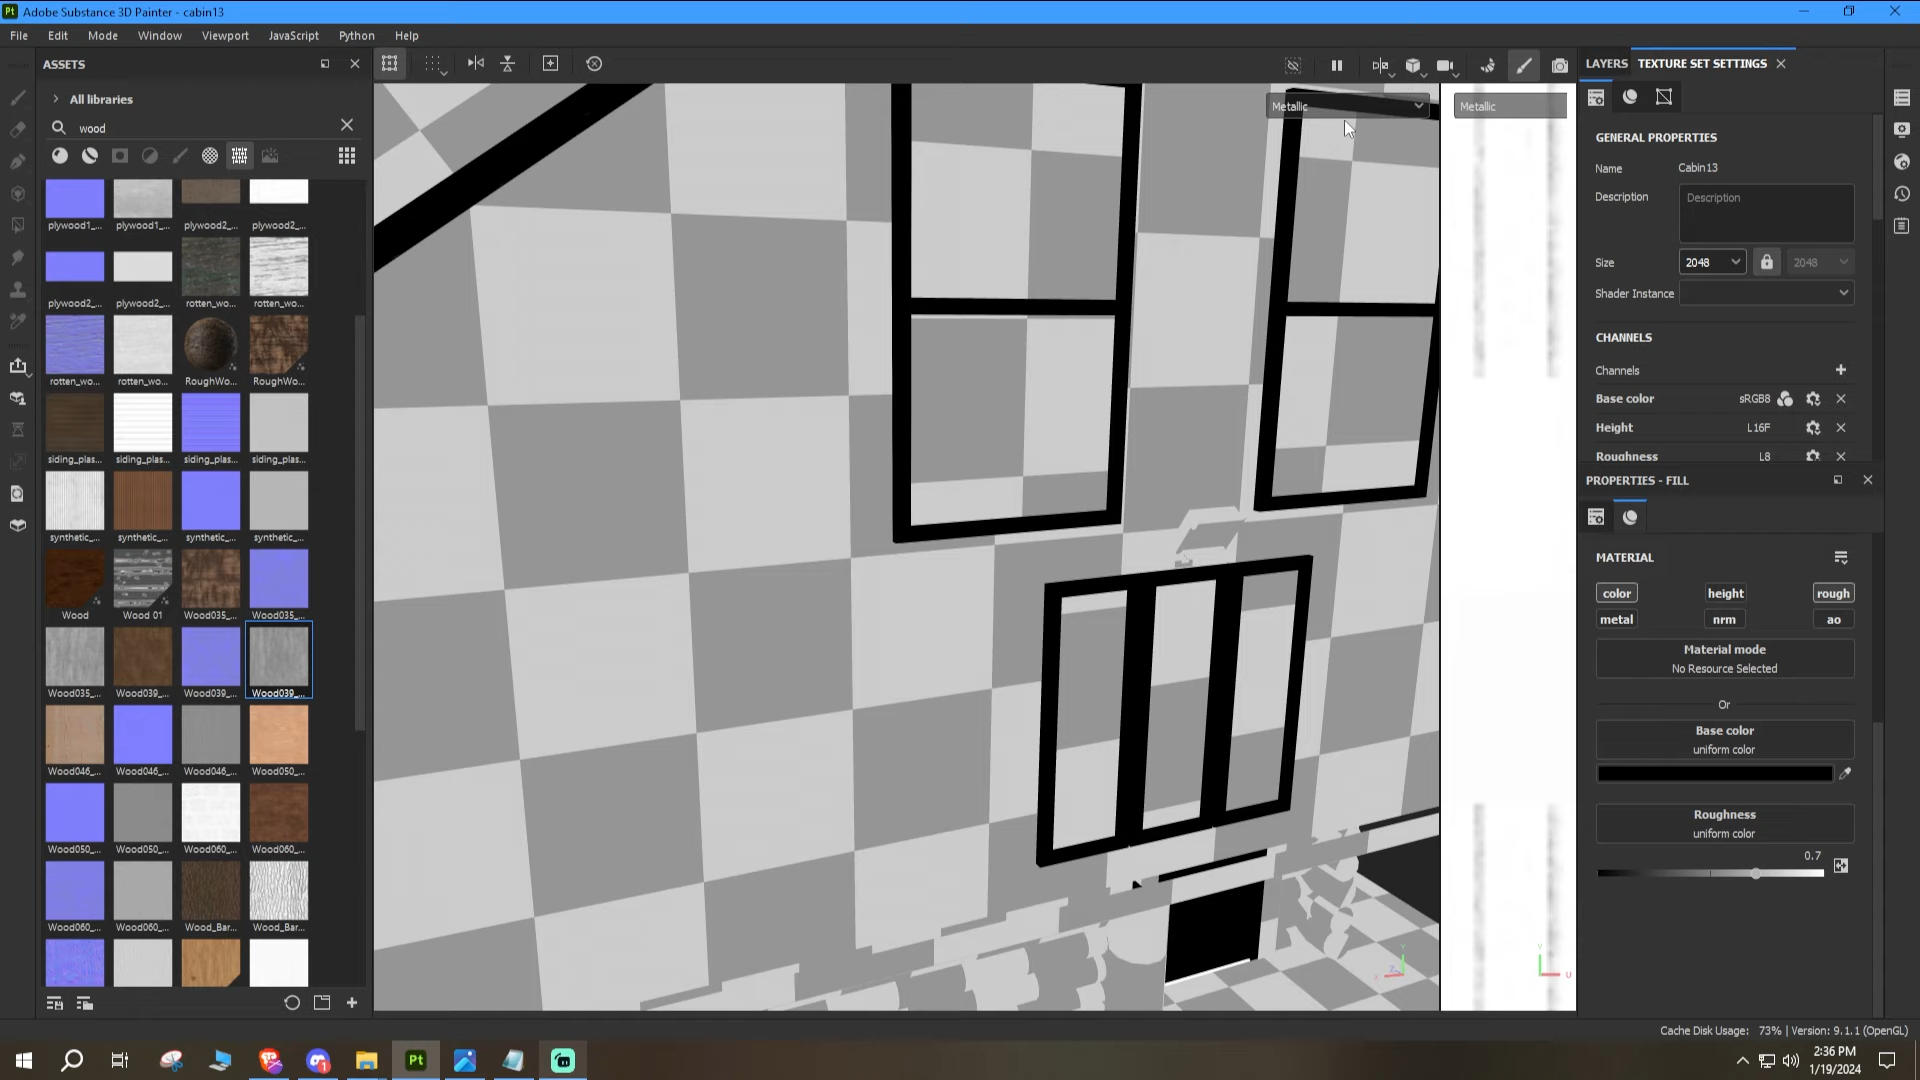 Adobe Substance 3D Painter - cabin13
File Edit Mode Window Viewport JavaScript Python Help
ASSETS
All libraries
wood
plywood1_... plywood1_... plywood2_... plywood2_...
plywood2_... plywood2_... rotten_wo... rotten_wo...
rotten_wo... rotten_wo... RoughWo... RoughWo...
siding_plas... siding_plas... siding_plas... siding_plas...
synthetic_... synthetic_... synthetic_... synthetic_...
Wood Wood 01 Wood035_... Wood035_...
Wood035_... Wood039_... Wood039_... Wood039_...
Wood046_... Wood046_... Wood046_... Wood050_...
Wood050_... Wood050_... Wood060_... Wood060_...
Wood060_... Wood060_... Wood_Bar... Wood_Bar...
Metallic
Metallic
LAYERS TEXTURE SET SETTINGS
GENERAL PROPERTIES
Name Cabin13
Description Description
Size 2048 2048
Shader Instance
CHANNELS
Channels
Base color sRGB8
Height L16F
Roughness L8
PROPERTIES - FILL
MATERIAL
color height rough
metal nrm ao
Material mode
No Resource Selected
Or
Base color
uniform color
Roughness
uniform color
0.7
Cache Disk Usage: 73% | Version: 9.1.1 (OpenGL)
Pt
2:36 PM
1/19/2024